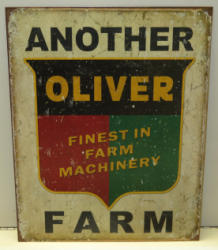 ANOTHER
OLIVER
FINEST IN
FARM
MACHINERY
FARM